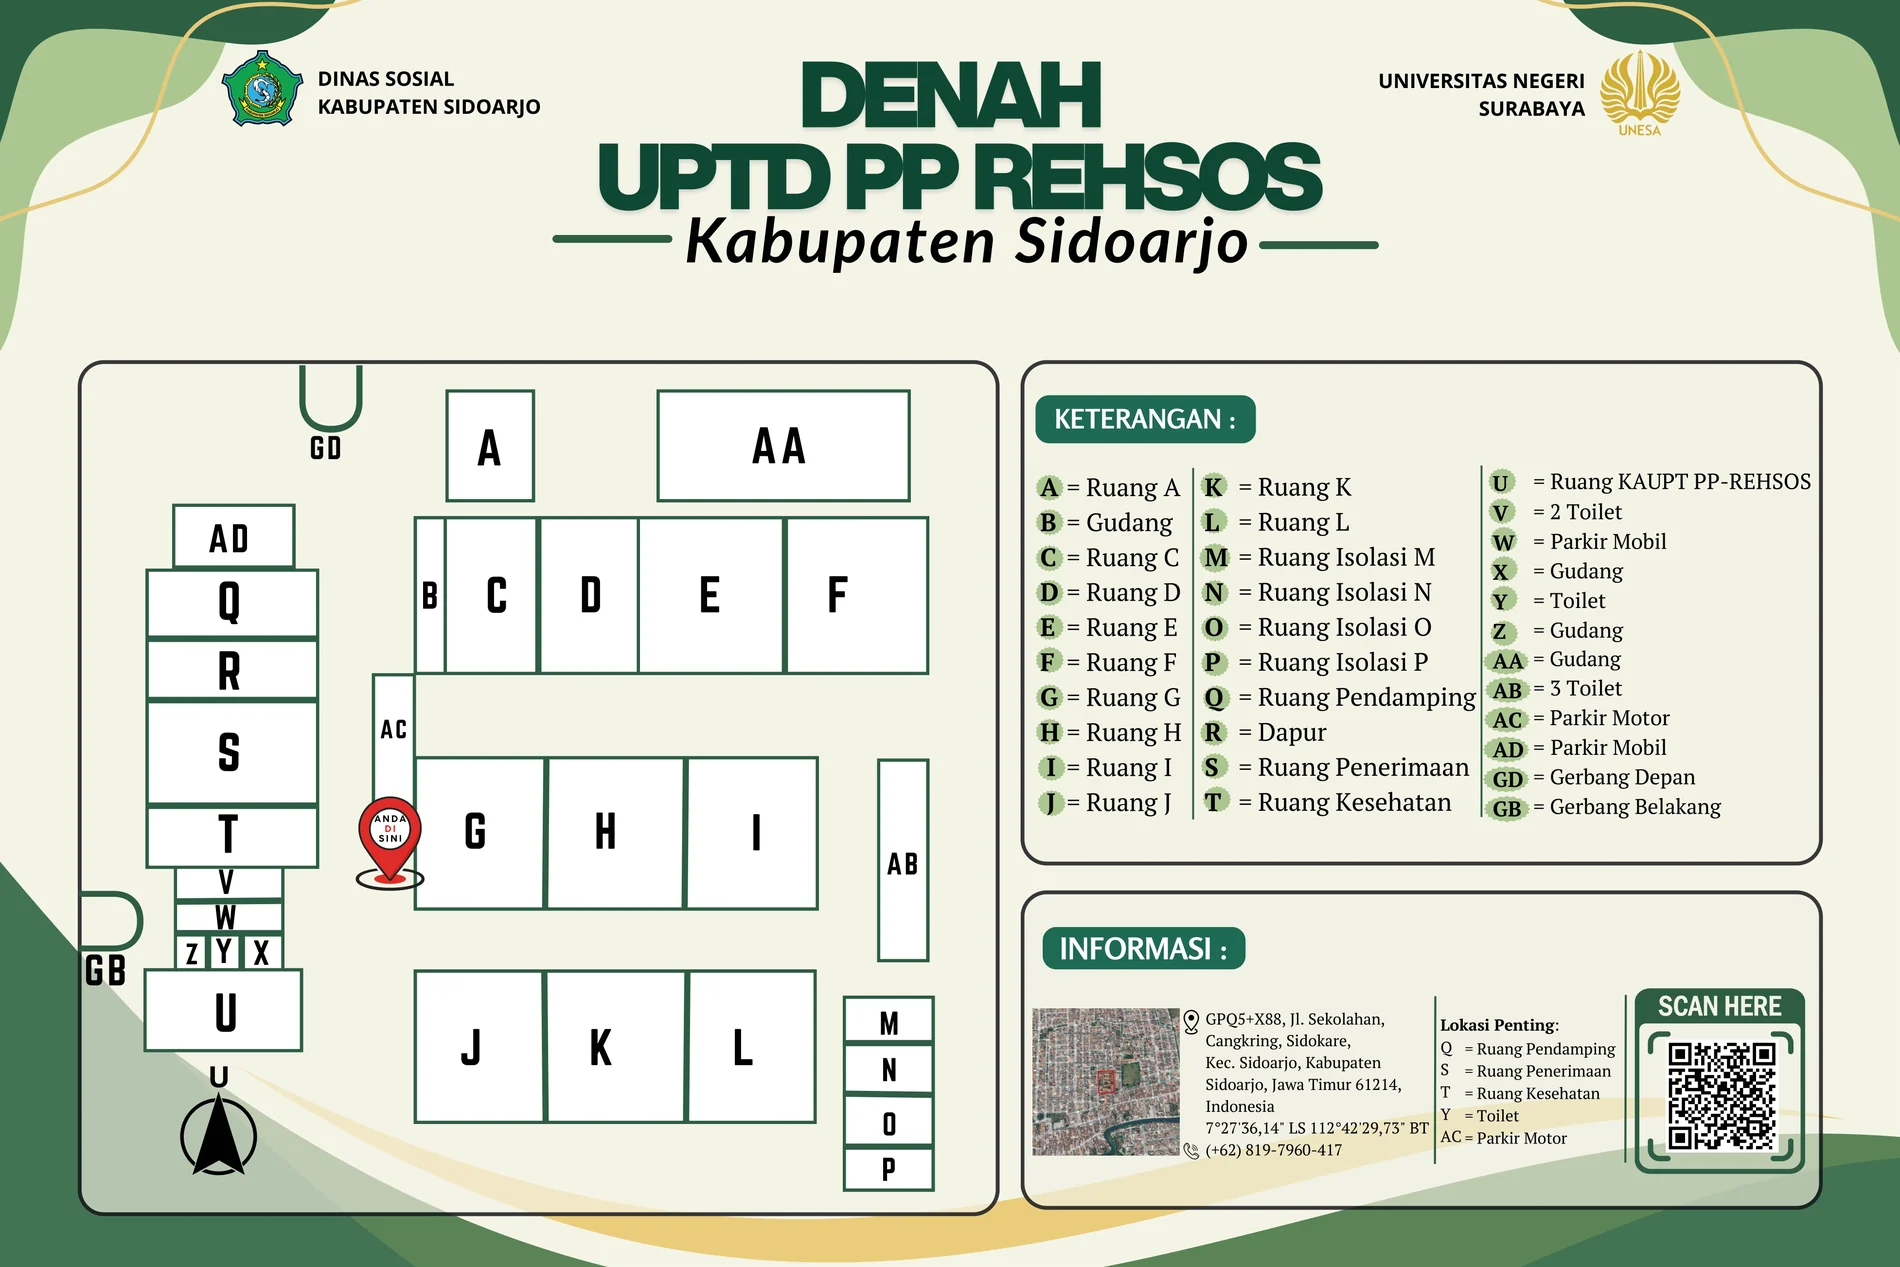 DINAS SOSIAL
KABUPATEN SIDOARJO
DENAH
UPTD PP REHSOS
Kabupaten Sidoarjo
UNIVERSITAS NEGERI
SURABAYA
UNESA
GD
A
AA
AD
Q
R
S
T
V
W
Z Y X
U
GB
B C D E F
AC
ANDA
DI
SINI
G H I
AB
J K L
M
N
O
P
U
KETERANGAN :
A = Ruang A
B = Gudang
C = Ruang C
D = Ruang D
E = Ruang E
F = Ruang F
G = Ruang G
H = Ruang H
I = Ruang I
J = Ruang J
K = Ruang K
L = Ruang L
M = Ruang Isolasi M
N = Ruang Isolasi N
O = Ruang Isolasi O
P = Ruang Isolasi P
Q = Ruang Pendamping
R = Dapur
S = Ruang Penerimaan
T = Ruang Kesehatan
U = Ruang KAUPT PP-REHSOS
V = 2 Toilet
W = Parkir Mobil
X = Gudang
Y = Toilet
Z = Gudang
AA = Gudang
AB = 3 Toilet
AC = Parkir Motor
AD = Parkir Mobil
GD = Gerbang Depan
GB = Gerbang Belakang
INFORMASI :
GPQ5+X88, Jl. Sekolahan,
Cangkring, Sidokare,
Kec. Sidoarjo, Kabupaten
Sidoarjo, Jawa Timur 61214,
Indonesia
7°27'36,14" LS 112°42'29,73" BT
(+62) 819-7960-417
Lokasi Penting:
Q = Ruang Pendamping
S = Ruang Penerimaan
T = Ruang Kesehatan
Y = Toilet
AC = Parkir Motor
SCAN HERE